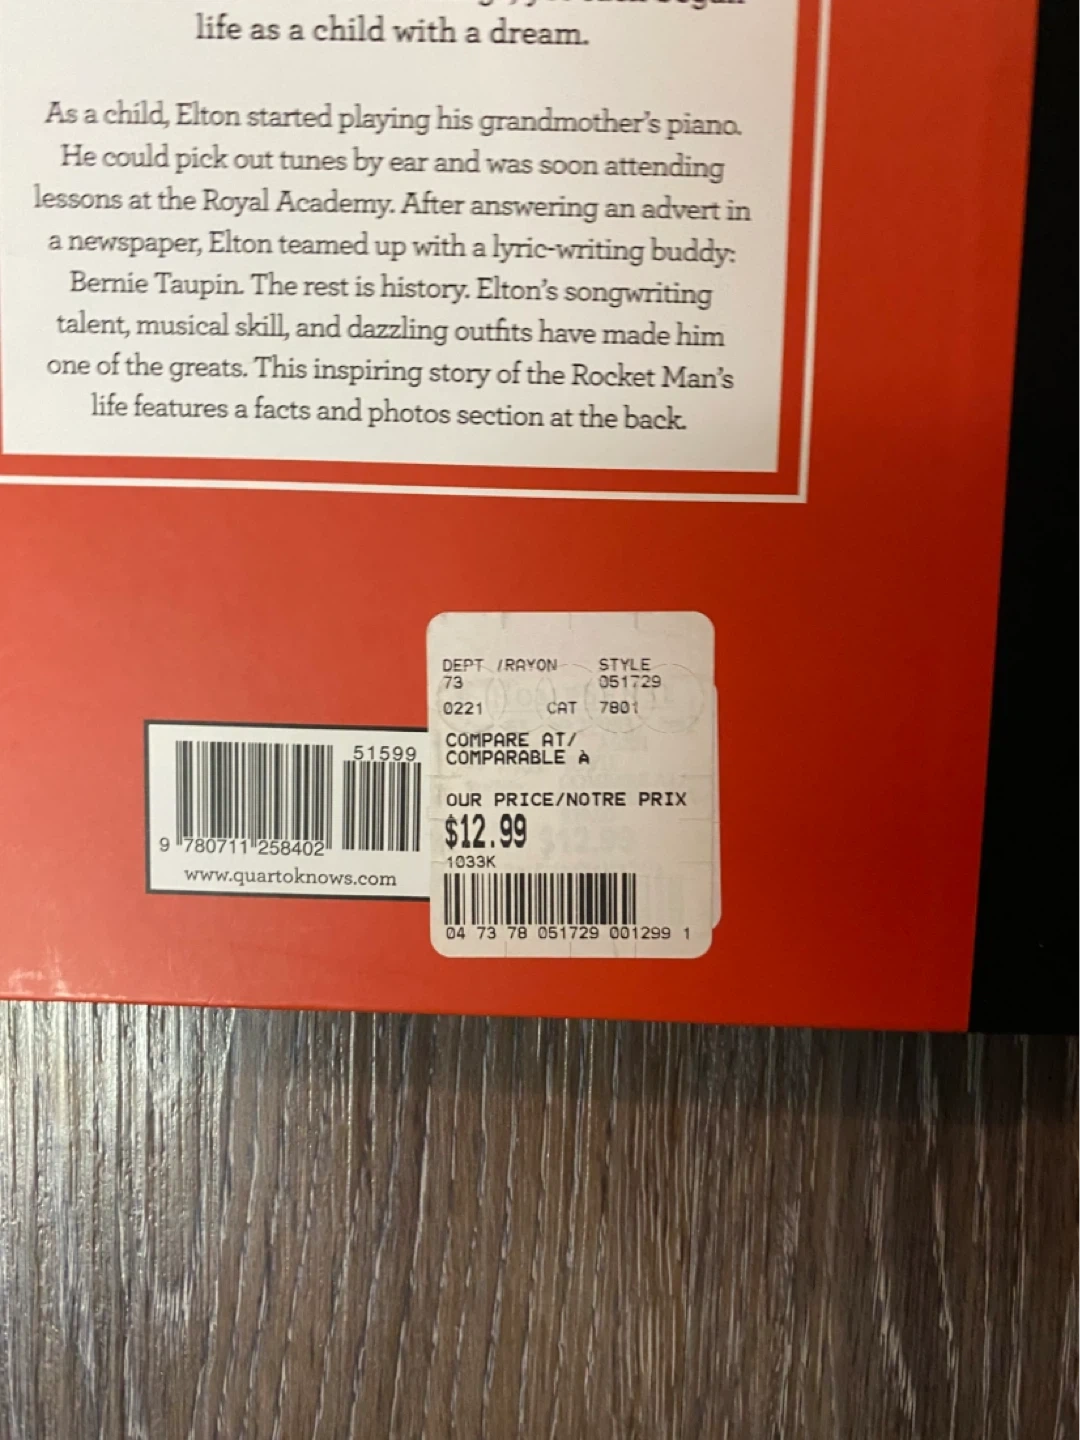 life as a child with a dream.
As a child, Elton started playing his grandmother's piano.
He could pick out tunes by ear and was soon attending
lessons at the Royal Academy. After answering an advert in
a newspaper, Elton teamed up with a lyric-writing buddy:
Bernie Taupin. The rest is history. Elton's songwriting
talent, musical skill, and dazzling outfits have made him
one of the greats. This inspiring story of the Rocket Man's
life features a facts and photos section at the back.
51599
9 780711 258402
www.quartoknows.com
DEPT /RAYON STYLE
73 051729
0221 CAT 7801
COMPARE AT/
COMPARABLE À
OUR PRICE/NOTRE PRIX
$12.99
1033K
04 73 78 051729 001299 1